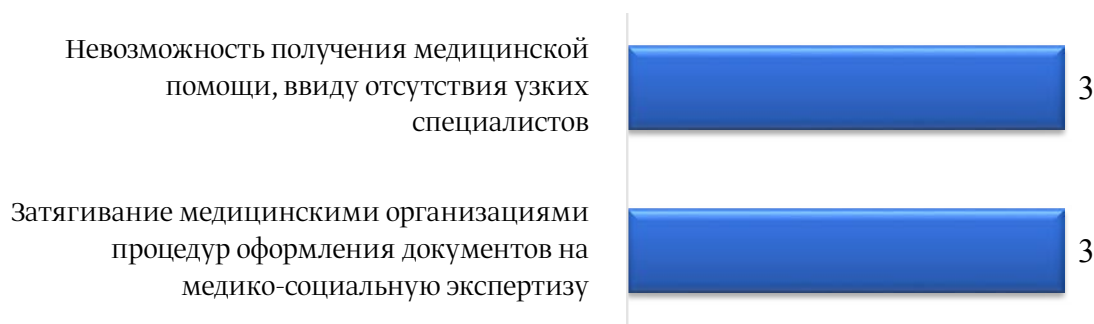 Невозможность получения медицинской
помощи, ввиду отсутствия узких
специалистов
3
Затягивание медицинскими организациями
процедур оформления документов на
медико-социальную экспертизу
3